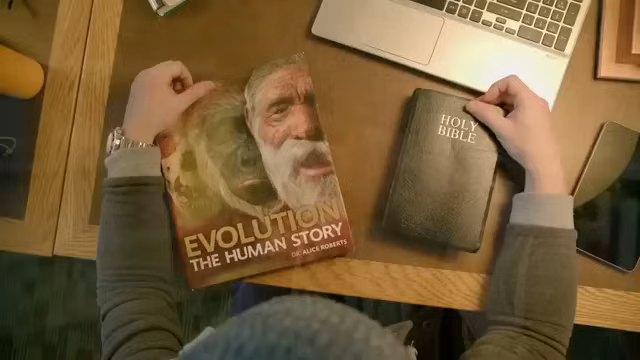 EVOLUTION
THE HUMAN STORY
DR ALICE ROBERTS
HOLY
BIBLE